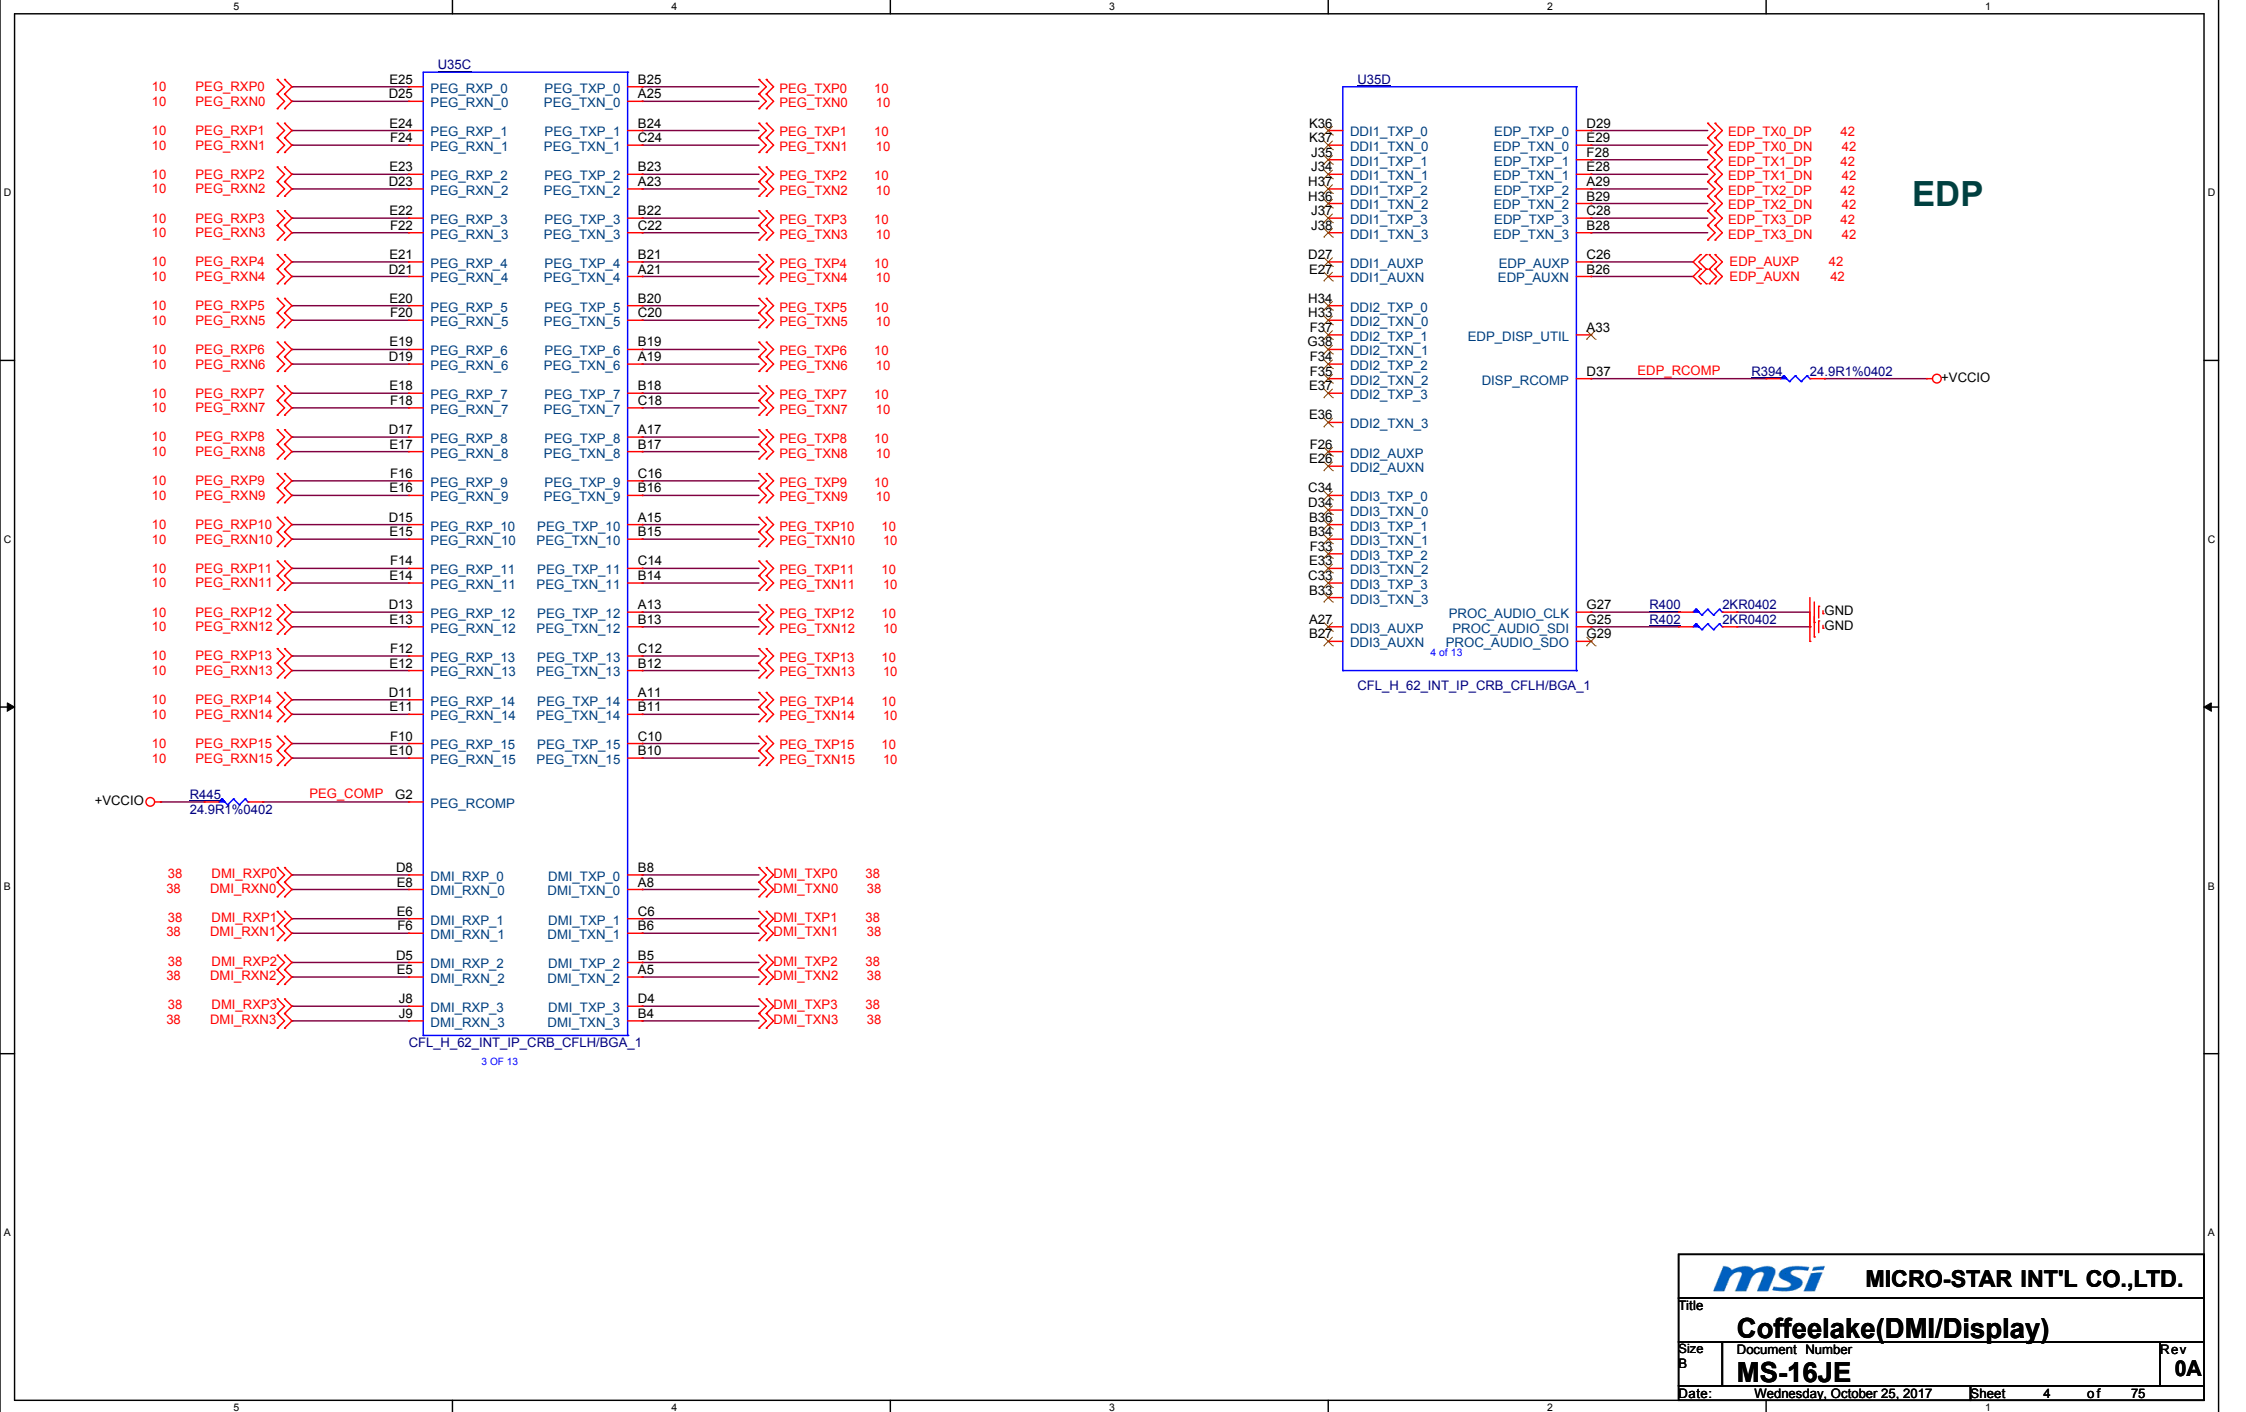 5 4 3 2 1
U35C
10 PEG_RXP0 E25 PEG_RXP_0 PEG_TXP_0 B25 PEG_TXP0 10
10 PEG_RXN0 D25 PEG_RXN_0 PEG_TXN_0 A25 PEG_TXN0 10
10 PEG_RXP1 E24 PEG_RXP_1 PEG_TXP_1 B24 PEG_TXP1 10
10 PEG_RXN1 F24 PEG_RXN_1 PEG_TXN_1 C24 PEG_TXN1 10
10 PEG_RXP2 E23 PEG_RXP_2 PEG_TXP_2 B23 PEG_TXP2 10
10 PEG_RXN2 D23 PEG_RXN_2 PEG_TXN_2 A23 PEG_TXN2 10
10 PEG_RXP3 E22 PEG_RXP_3 PEG_TXP_3 B22 PEG_TXP3 10
10 PEG_RXN3 F22 PEG_RXN_3 PEG_TXN_3 C22 PEG_TXN3 10
10 PEG_RXP4 E21 PEG_RXP_4 PEG_TXP_4 B21 PEG_TXP4 10
10 PEG_RXN4 D21 PEG_RXN_4 PEG_TXN_4 A21 PEG_TXN4 10
10 PEG_RXP5 E20 PEG_RXP_5 PEG_TXP_5 B20 PEG_TXP5 10
10 PEG_RXN5 F20 PEG_RXN_5 PEG_TXN_5 C20 PEG_TXN5 10
10 PEG_RXP6 E19 PEG_RXP_6 PEG_TXP_6 B19 PEG_TXP6 10
10 PEG_RXN6 D19 PEG_RXN_6 PEG_TXN_6 A19 PEG_TXN6 10
10 PEG_RXP7 E18 PEG_RXP_7 PEG_TXP_7 B18 PEG_TXP7 10
10 PEG_RXN7 F18 PEG_RXN_7 PEG_TXN_7 C18 PEG_TXN7 10
10 PEG_RXP8 D17 PEG_RXP_8 PEG_TXP_8 A17 PEG_TXP8 10
10 PEG_RXN8 E17 PEG_RXN_8 PEG_TXN_8 B17 PEG_TXN8 10
10 PEG_RXP9 F16 PEG_RXP_9 PEG_TXP_9 C16 PEG_TXP9 10
10 PEG_RXN9 E16 PEG_RXN_9 PEG_TXN_9 B16 PEG_TXN9 10
10 PEG_RXP10 D15 PEG_RXP_10 PEG_TXP_10 A15 PEG_TXP10 10
10 PEG_RXN10 E15 PEG_RXN_10 PEG_TXN_10 B15 PEG_TXN10 10
10 PEG_RXP11 F14 PEG_RXP_11 PEG_TXP_11 C14 PEG_TXP11 10
10 PEG_RXN11 E14 PEG_RXN_11 PEG_TXN_11 B14 PEG_TXN11 10
10 PEG_RXP12 D13 PEG_RXP_12 PEG_TXP_12 A13 PEG_TXP12 10
10 PEG_RXN12 E13 PEG_RXN_12 PEG_TXN_12 B13 PEG_TXN12 10
10 PEG_RXP13 F12 PEG_RXP_13 PEG_TXP_13 C12 PEG_TXP13 10
10 PEG_RXN13 E12 PEG_RXN_13 PEG_TXN_13 B12 PEG_TXN13 10
10 PEG_RXP14 D11 PEG_RXP_14 PEG_TXP_14 A11 PEG_TXP14 10
10 PEG_RXN14 E11 PEG_RXN_14 PEG_TXN_14 B11 PEG_TXN14 10
10 PEG_RXP15 F10 PEG_RXP_15 PEG_TXP_15 C10 PEG_TXP15 10
10 PEG_RXN15 E10 PEG_RXN_15 PEG_TXN_15 B10 PEG_TXN15 10
+VCCIO R445 PEG_COMP G2 PEG_RCOMP
24.9R1%0402
38 DMI_RXP0 D8 DMI_RXP_0 DMI_TXP_0 B8 DMI_TXP0 38
38 DMI_RXN0 E8 DMI_RXN_0 DMI_TXN_0 A8 DMI_TXN0 38
38 DMI_RXP1 E6 DMI_RXP_1 DMI_TXP_1 C6 DMI_TXP1 38
38 DMI_RXN1 F6 DMI_RXN_1 DMI_TXN_1 B6 DMI_TXN1 38
38 DMI_RXP2 D5 DMI_RXP_2 DMI_TXP_2 B5 DMI_TXP2 38
38 DMI_RXN2 E5 DMI_RXN_2 DMI_TXN_2 A5 DMI_TXN2 38
38 DMI_RXP3 J8 DMI_RXP_3 DMI_TXP_3 D4 DMI_TXP3 38
38 DMI_RXN3 J9 DMI_RXN_3 DMI_TXN_3 B4 DMI_TXN3 38
CFL_H_62_INT_IP_CRB_CFLH/BGA_1
3 OF 13
U35D
K36 DDI1_TXP_0 EDP_TXP_0 D29 EDP_TX0_DP 42
K37 DDI1_TXN_0 EDP_TXN_0 E29 EDP_TX0_DN 42
J35 DDI1_TXP_1 EDP_TXP_1 F28 EDP_TX1_DP 42
J34 DDI1_TXN_1 EDP_TXN_1 E28 EDP_TX1_DN 42
H37 DDI1_TXP_2 EDP_TXP_2 A29 EDP_TX2_DP 42
H36 DDI1_TXN_2 EDP_TXN_2 B29 EDP_TX2_DN 42
J37 DDI1_TXP_3 EDP_TXP_3 C28 EDP_TX3_DP 42
J38 DDI1_TXN_3 EDP_TXN_3 B28 EDP_TX3_DN 42
EDP
D27 DDI1_AUXP EDP_AUXP C26 EDP_AUXP 42
E27 DDI1_AUXN EDP_AUXN B26 EDP_AUXN 42
H34 DDI2_TXP_0
H33 DDI2_TXN_0
F37 DDI2_TXP_1 EDP_DISP_UTIL A33
G38 DDI2_TXN_1
F34 DDI2_TXP_2
F35 DDI2_TXN_2 DISP_RCOMP D37 EDP_RCOMP R394 24.9R1%0402 +VCCIO
E37 DDI2_TXP_3
E36 DDI2_TXN_3
F26 DDI2_AUXP
E26 DDI2_AUXN
C34 DDI3_TXP_0
D34 DDI3_TXN_0
B36 DDI3_TXP_1
B34 DDI3_TXN_1
F33 DDI3_TXP_2
E33 DDI3_TXN_2
C33 DDI3_TXP_3
B33 DDI3_TXN_3
PROC_AUDIO_CLK G27 R400 2KR0402 GND
A27 DDI3_AUXP PROC_AUDIO_SDI G25 R402 2KR0402 GND
B27 DDI3_AUXN PROC_AUDIO_SDO G29
4 of 13
CFL_H_62_INT_IP_CRB_CFLH/BGA_1
D D
C C
B B
A A
msi MICRO-STAR INT'L CO.,LTD.
Title
Coffeelake(DMI/Display)
Size Document Number Rev
B MS-16JE 0A
Date: Wednesday, October 25, 2017 Sheet 4 of 75
5 4 3 2 1